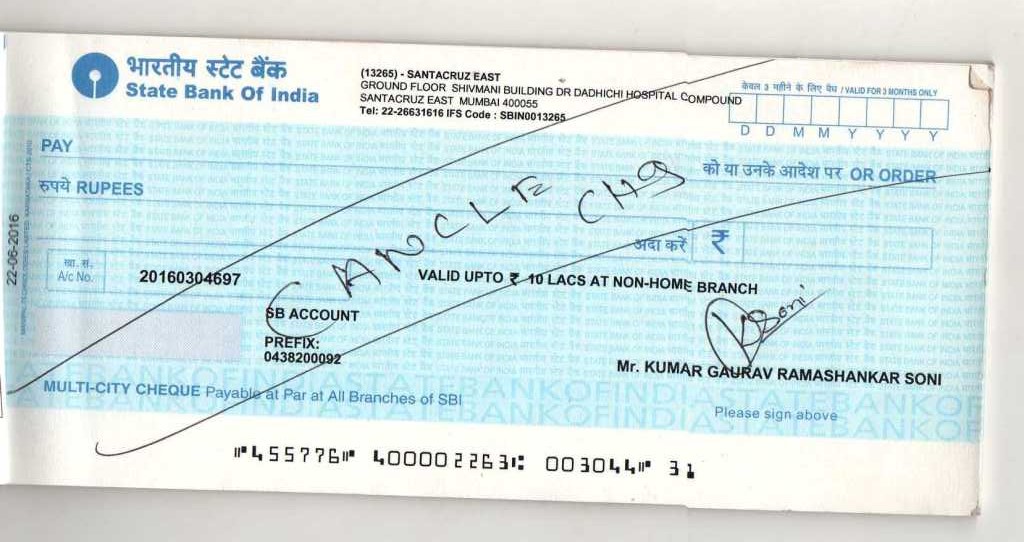 भारतीय स्टेट बैंक
State Bank Of India
(13265) - SANTACRUZ EAST
GROUND FLOOR SHIVMANI BUILDING DR DADHICHI HOSPITAL COMPOUND
SANTACRUZ EAST MUMBAI 400055
Tel: 22-26631616 IFS Code : SBIN0013265
केवल 3 महीने के लिए वैध / VALID FOR 3 MONTHS ONLY
D D M M Y Y Y Y
PAY
को या उनके आदेश पर OR ORDER
रुपये RUPEES
CANCLE CHQ
अदा करें ₹
22-06-2016
खा. सं.
A/c No.
20160304697
VALID UPTO ₹ 10 LACS AT NON-HOME BRANCH
SB ACCOUNT
PREFIX:
0438200092
Soni
Mr. KUMAR GAURAV RAMASHANKAR SONI
MULTI-CITY CHEQUE Payable at Par at All Branches of SBI
Please sign above
⑈455776⑈ 400002263⑆ 003044⑈ 31